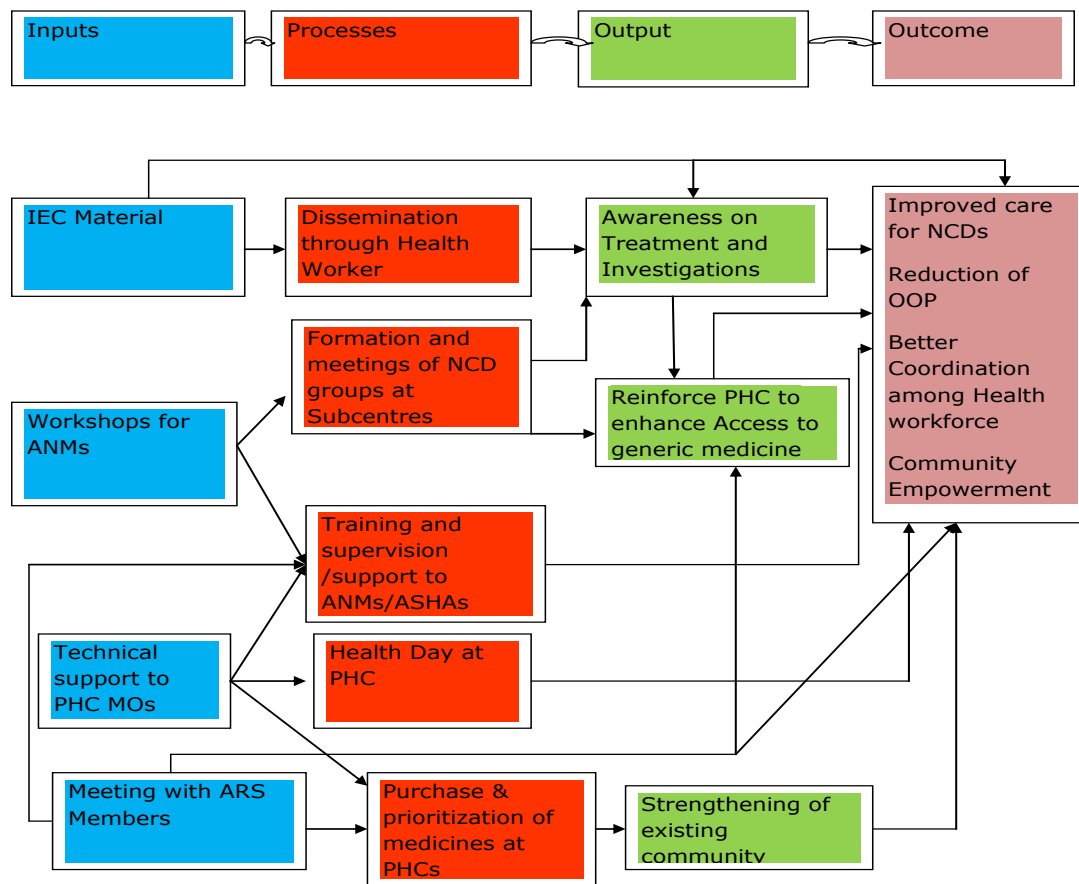 Inputs
Processes
Output
Outcome
IEC Material
Dissemination
through Health
Worker
Awareness on
Treatment and
Investigations
Improved care
for NCDs
Reduction of
OOP
Better
Coordination
among Health
workforce
Community
Empowerment
Formation and
meetings of NCD
groups at
Subcentres
Reinforce PHC to
enhance Access to
generic medicine
Workshops for
ANMs
Training and
supervision
/support to
ANMs/ASHAs
Technical
support to
PHC MOs
Health Day at
PHC
Meeting with ARS
Members
Purchase &
prioritization of
medicines at
PHCs
Strengthening of
existing
community